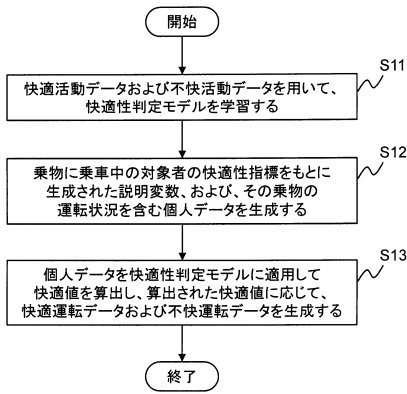 開始
S11
快適活動データおよび不快活動データを用いて、
快適性判定モデルを学習する
S12
乗物に乗車中の対象者の快適性指標をもとに
生成された説明変数、および、その乗物の
運転状況を含む個人データを生成する
S13
個人データを快適性判定モデルに適用して
快適値を算出し、算出された快適値に応じて、
快適運転データおよび不快運転データを生成する
終了